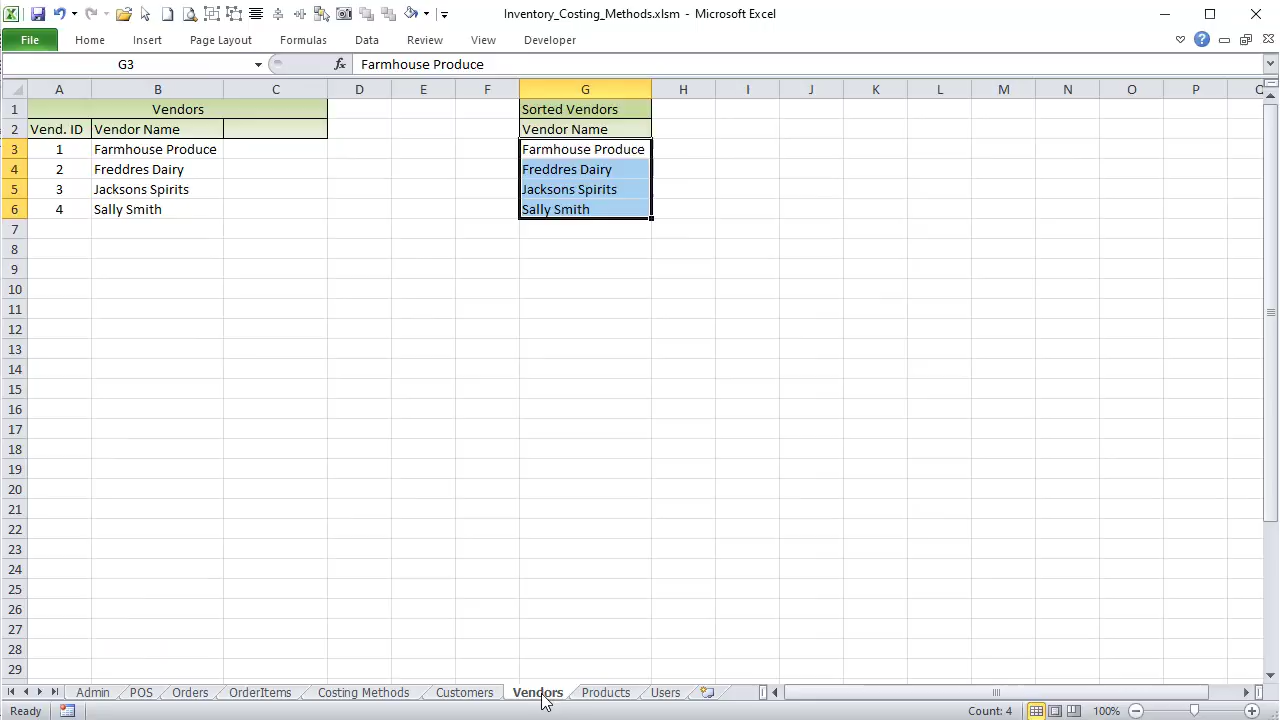 Inventory_Costing_Methods.xlsm - Microsoft Excel
File Home Insert Page Layout Formulas Data Review View Developer
G3 fx Farmhouse Produce
A B C D E F G H I J K L M N O P
1 Vendors Sorted Vendors
2 Vend. ID Vendor Name Vendor Name
3 1 Farmhouse Produce Farmhouse Produce
4 2 Freddres Dairy Freddres Dairy
5 3 Jacksons Spirits Jacksons Spirits
6 4 Sally Smith Sally Smith
7
8
9
10
11
12
13
14
15
16
17
18
19
20
21
22
23
24
25
26
27
28
29
Admin POS Orders OrderItems Costing Methods Customers Vendors Products Users
Ready Count: 4 100%